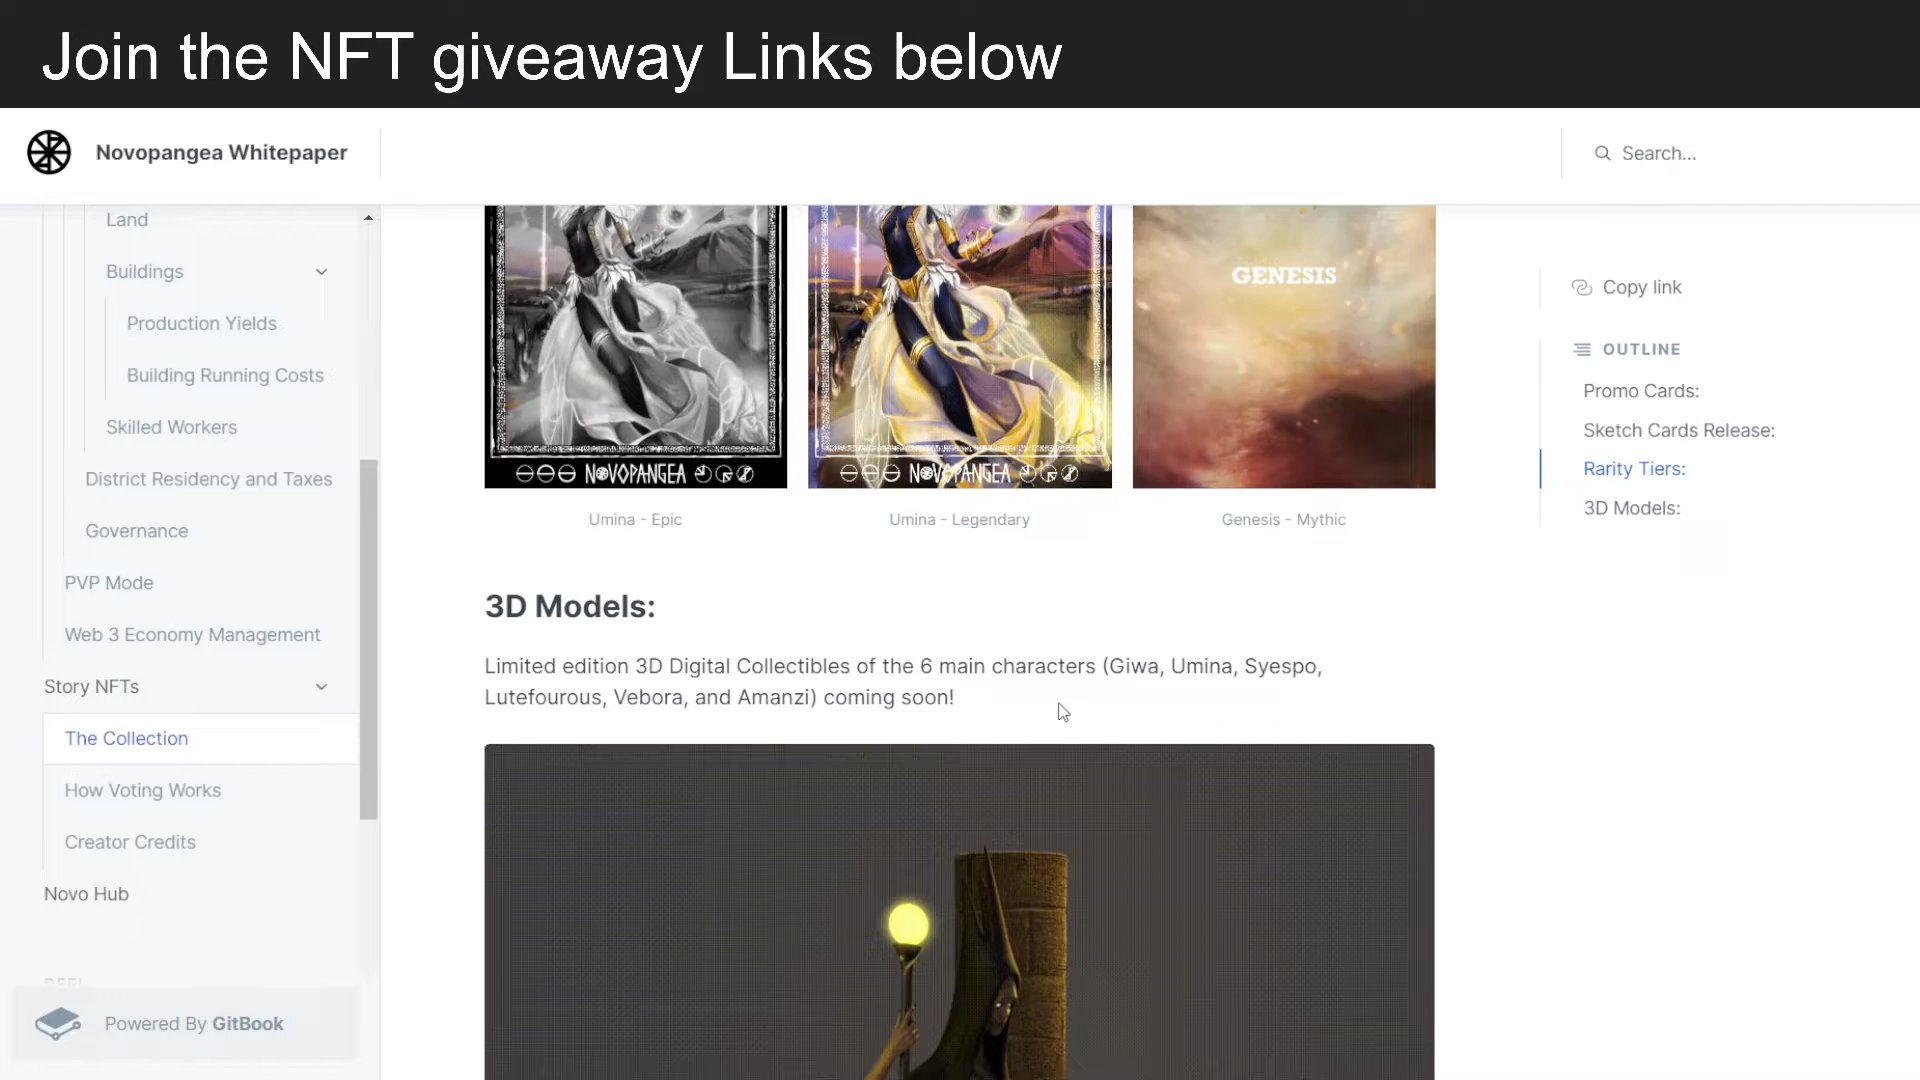 Join the NFT giveaway Links below
Novopangea Whitepaper
Search...
Land
Buildings
Production Yields
Building Running Costs
Skilled Workers
District Residency and Taxes
Governance
PVP Mode
Web 3 Economy Management
Story NFTs
The Collection
How Voting Works
Creator Credits
Novo Hub
Powered By GitBook
NOVOPANGEA
NOVOPANGEA
GENESIS
Umina - Epic
Umina - Legendary
Genesis - Mythic
3D Models:
Limited edition 3D Digital Collectibles of the 6 main characters (Giwa, Umina, Syespo,
Lutefourous, Vebora, and Amanzi) coming soon!
Copy link
OUTLINE
Promo Cards:
Sketch Cards Release:
Rarity Tiers:
3D Models: